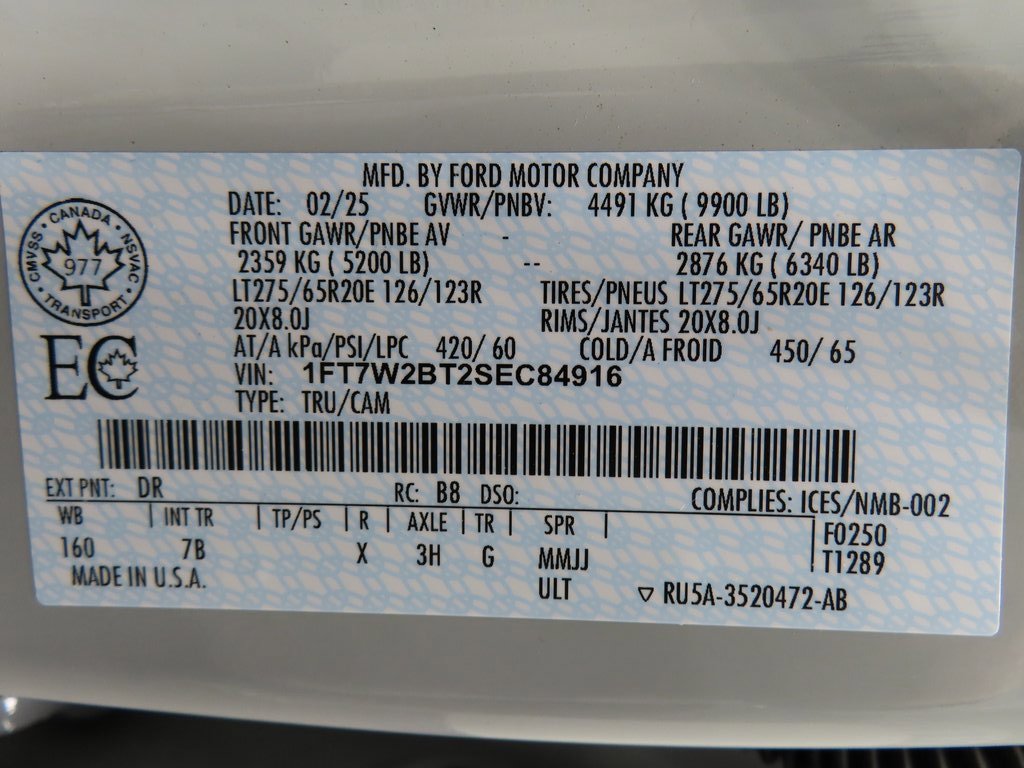 MFD. BY FORD MOTOR COMPANY
DATE: 02/25 GVWR/PNBV: 4491 KG ( 9900 LB)
FRONT GAWR/PNBE AV - REAR GAWR/ PNBE AR
2359 KG ( 5200 LB) -- 2876 KG ( 6340 LB)
LT275/65R20E 126/123R TIRES/PNEUS LT275/65R20E 126/123R
20X8.0J RIMS/JANTES 20X8.0J
AT/A kPa/PSI/LPC 420/ 60 COLD/A FROID 450/ 65
VIN: 1FT7W2BT2SEC84916
TYPE: TRU/CAM
CANADA
CMVSS · NSVAC
977
TRANSPORT
EC
EXT PNT: DR RC: B8 DSO: COMPLIES: ICES/NMB-002
WB | INT TR | TP/PS | R | AXLE | TR | SPR | F0250
160 7B X 3H G MMJJ T1289
MADE IN U.S.A. ULT ▽ RU5A-3520472-AB